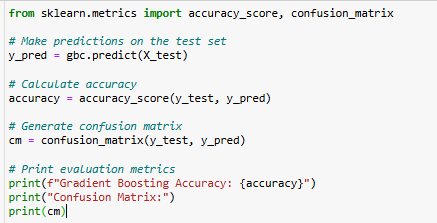 from sklearn.metrics import accuracy_score, confusion_matrix
# Make predictions on the test set
y_pred = gbc.predict(X_test)
# Calculate accuracy
accuracy = accuracy_score(y_test, y_pred)
# Generate confusion matrix
cm = confusion_matrix(y_test, y_pred)
# Print evaluation metrics
print(f"Gradient Boosting Accuracy: {accuracy}")
print("Confusion Matrix:")
print(cm)